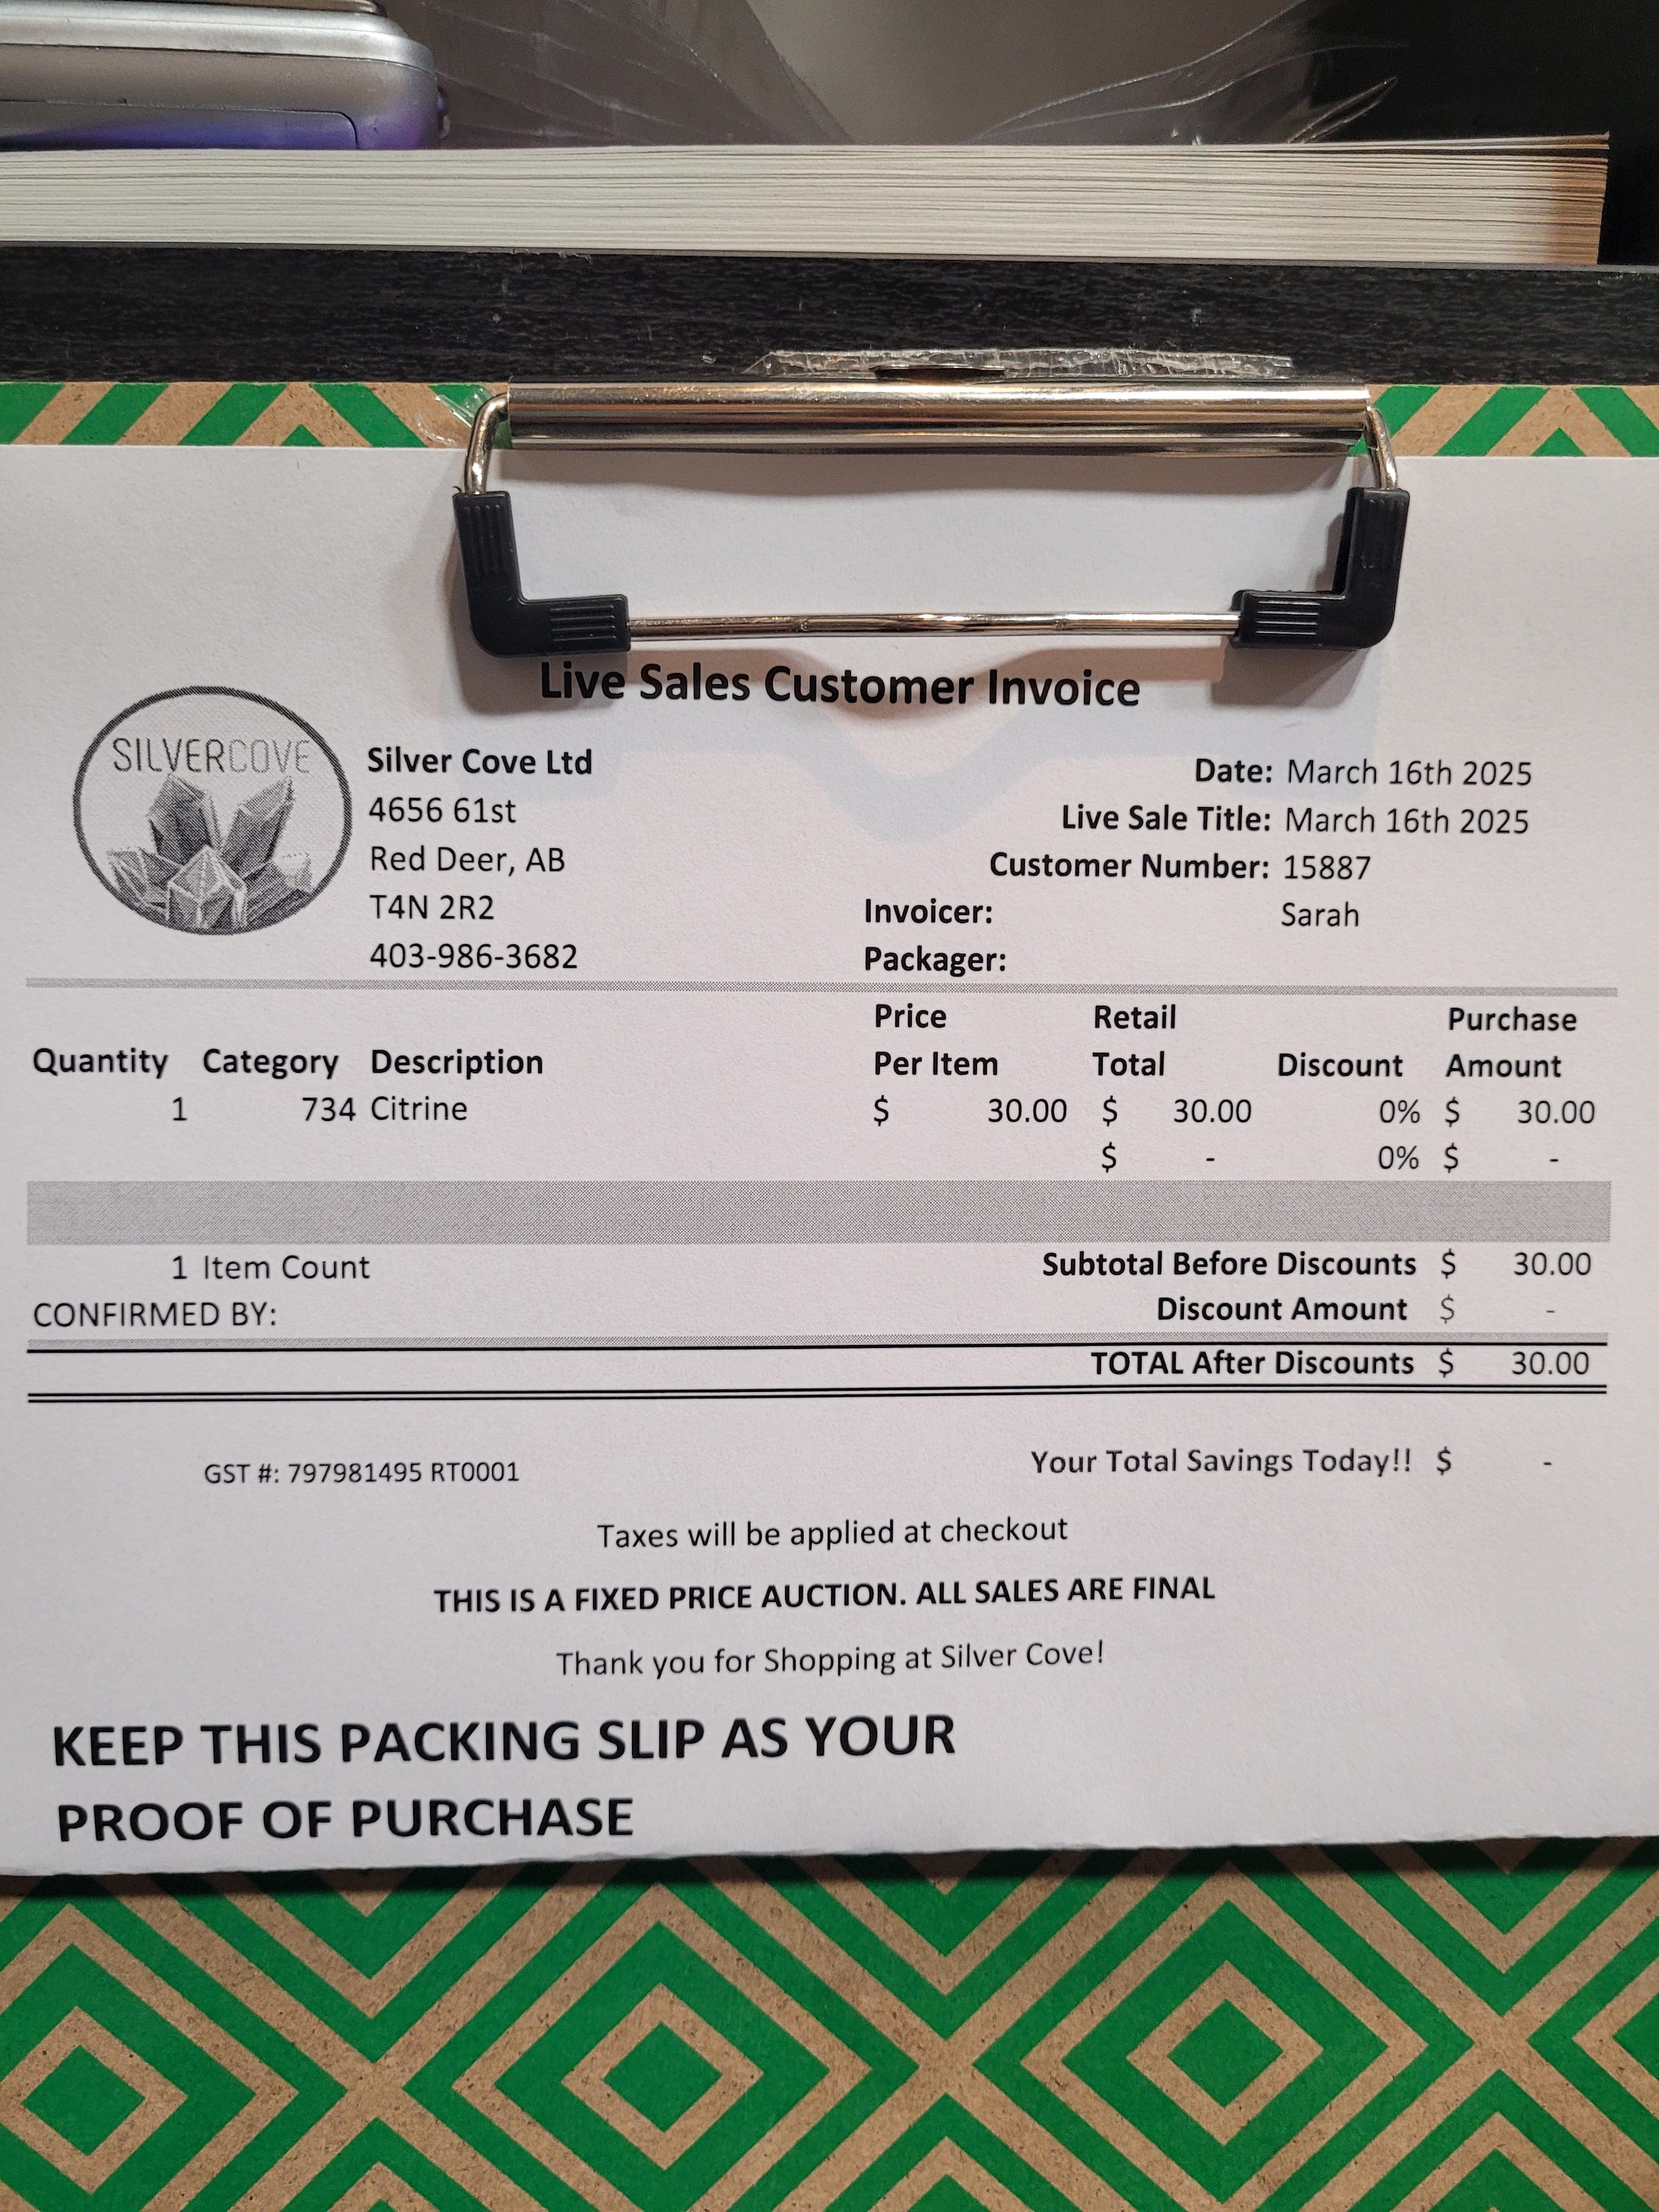 Live Sales Customer Invoice
SILVERCOVE
Silver Cove Ltd
4656 61st
Red Deer, AB
T4N 2R2
403-986-3682
Date: March 16th 2025
Live Sale Title: March 16th 2025
Customer Number: 15887
Invoicer: Sarah
Packager:
Price Retail Purchase
Quantity Category Description Per Item Total Discount Amount
1 734 Citrine $ 30.00 $ 30.00 0% $ 30.00
$ - 0% $ -
1 Item Count Subtotal Before Discounts $ 30.00
CONFIRMED BY: Discount Amount $ -
TOTAL After Discounts $ 30.00
GST #: 797981495 RT0001 Your Total Savings Today!! $ -
Taxes will be applied at checkout
THIS IS A FIXED PRICE AUCTION. ALL SALES ARE FINAL
Thank you for Shopping at Silver Cove!
KEEP THIS PACKING SLIP AS YOUR
PROOF OF PURCHASE